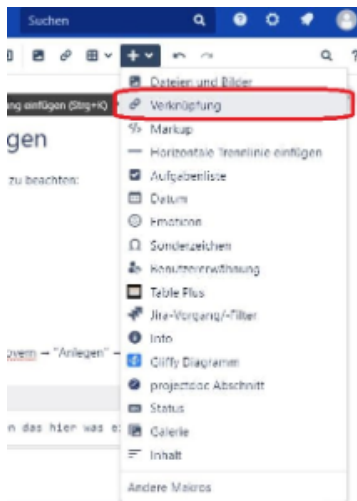 Suchen
ng einfügen (Strg+K)
gen
zu beachten:
overn → "Anlegen" →
n das hier was e
Dateien und Bilder
Verknüpfung
Markup
Horizontale Trennlinie einfügen
Aufgabenliste
Datum
Emoticon
Sonderzeichen
Benutzererwähnung
Table Plus
Jira-Vorgang/-Filter
Info
Gliffy Diagramm
projectdoc Abschnitt
Status
Galerie
Inhalt
Andere Makros